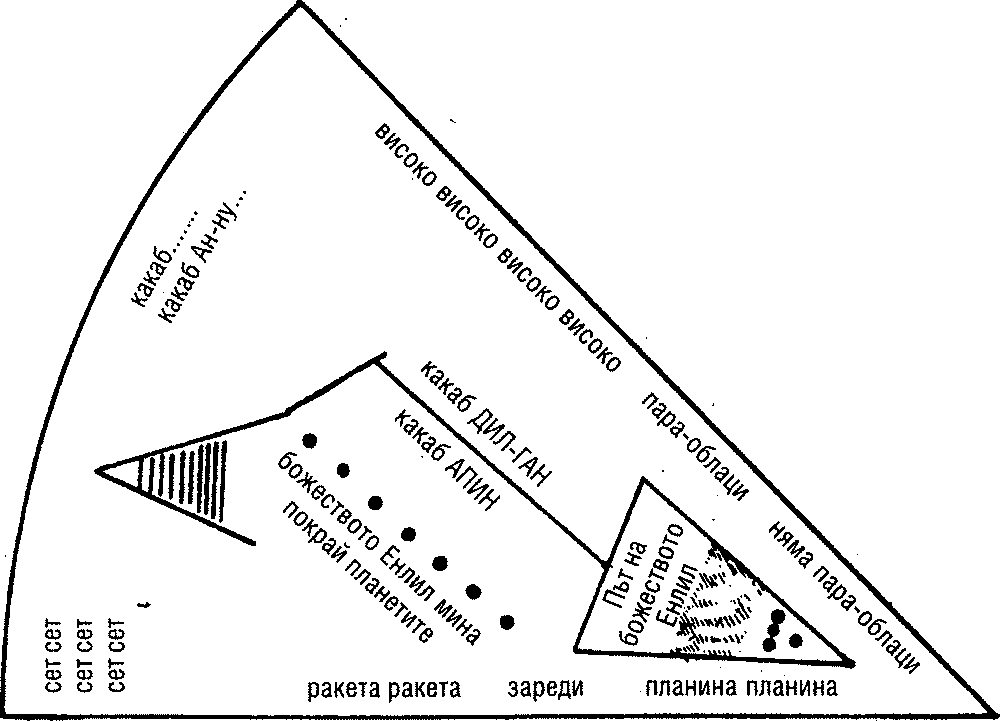 високо високо високо високо високо
пара-облаци
няма пара-облаци
какаб.......
какаб Ан-ну...
какаб ДИЛ-ГАН
какаб АПИН
божеството Енлил мина
покрай планетите
Път на
божеството
Енлил
сет сет
сет сет
сет сет
ракета ракета зареди планина планина